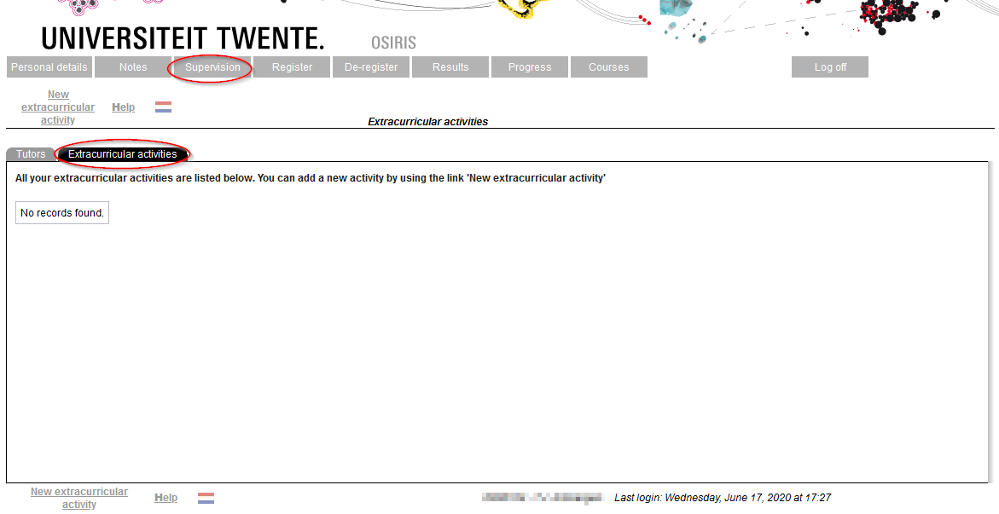 UNIVERSITEIT TWENTE. OSIRIS
Personal details Notes Supervision Register De-register Results Progress Courses Log off
New
extracurricular
activity
Help
Extracurricular activities
Tutors Extracurricular activities
All your extracurricular activities are listed below. You can add a new activity by using the link 'New extracurricular activity'
No records found.
New extracurricular
activity
Help
Last login: Wednesday, June 17, 2020 at 17:27